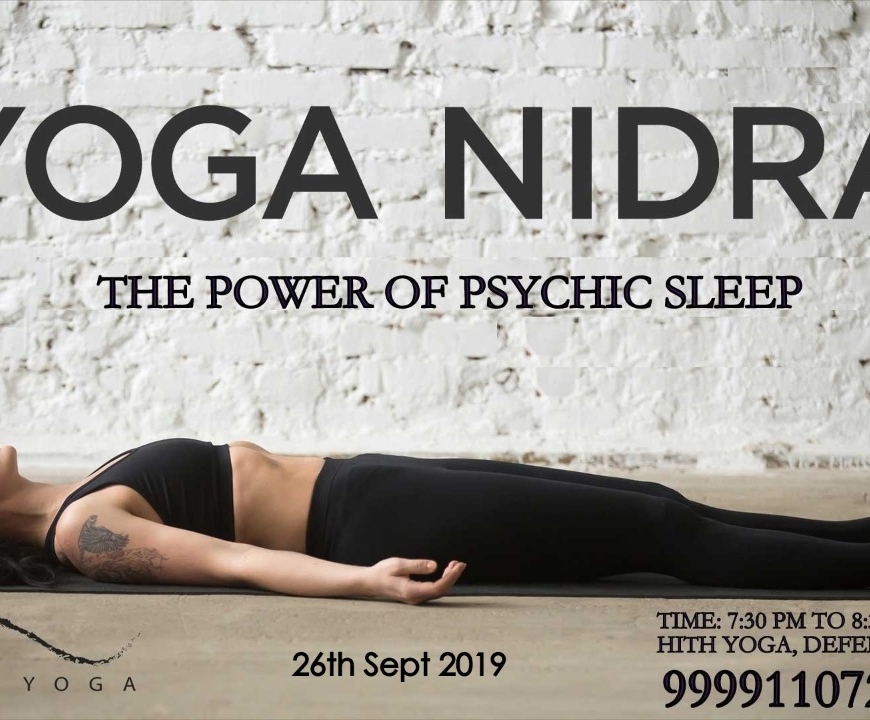 YOGA NIDRA
THE POWER OF PSYCHIC SLEEP
YOGA
26th Sept 2019
TIME: 7:30 PM TO 8:
HITH YOGA,
99991107